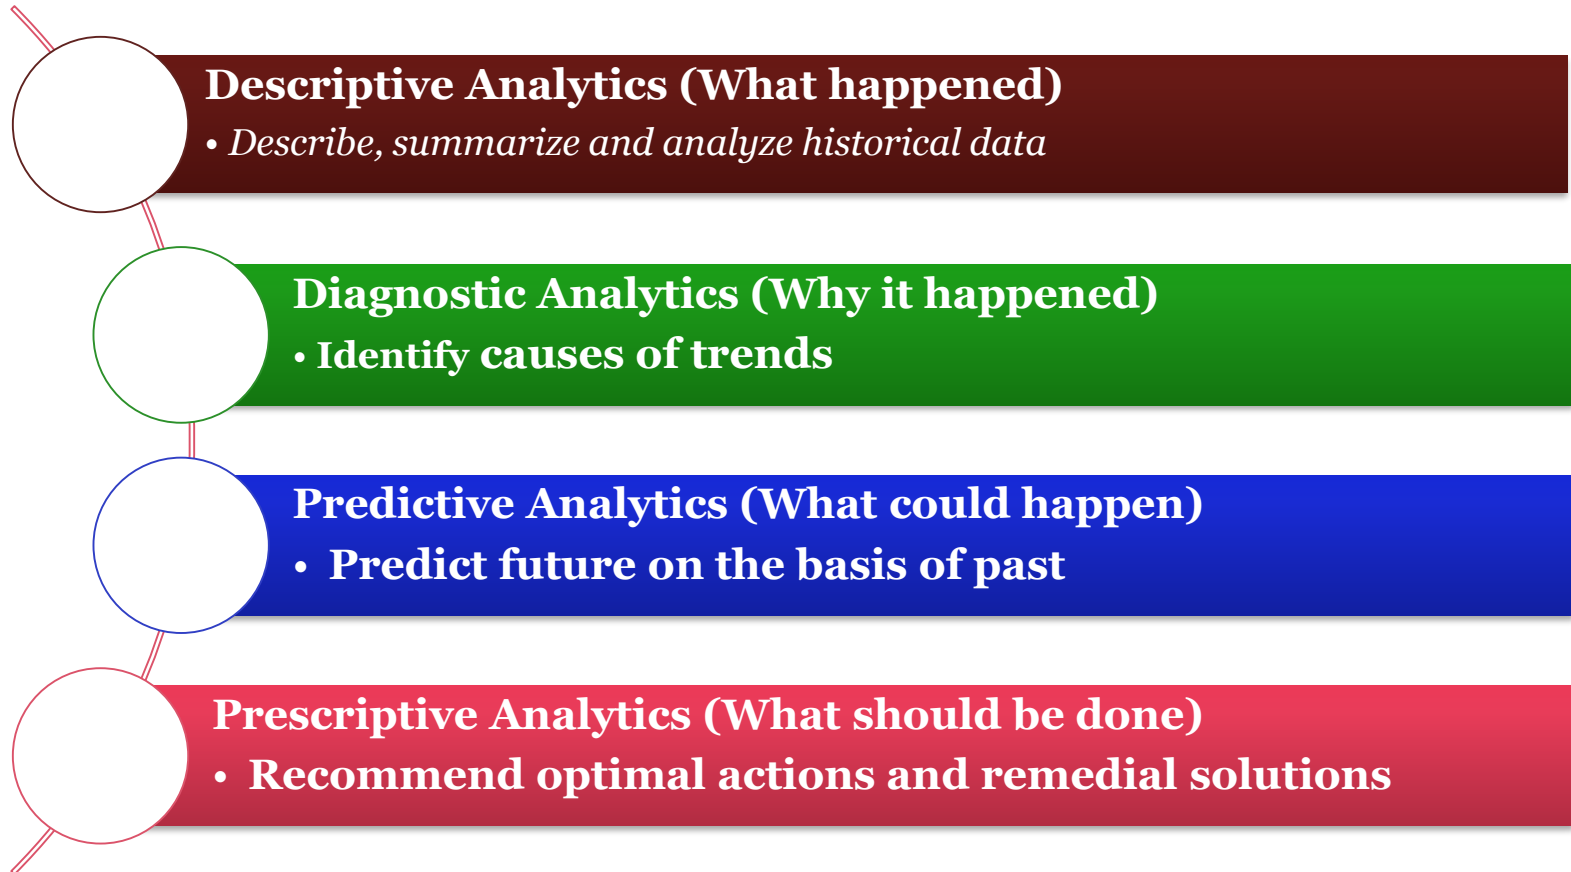 Descriptive Analytics (What happened)
• Describe, summarize and analyze historical data
Diagnostic Analytics (Why it happened)
• Identify causes of trends
Predictive Analytics (What could happen)
• Predict future on the basis of past
Prescriptive Analytics (What should be done)
• Recommend optimal actions and remedial solutions